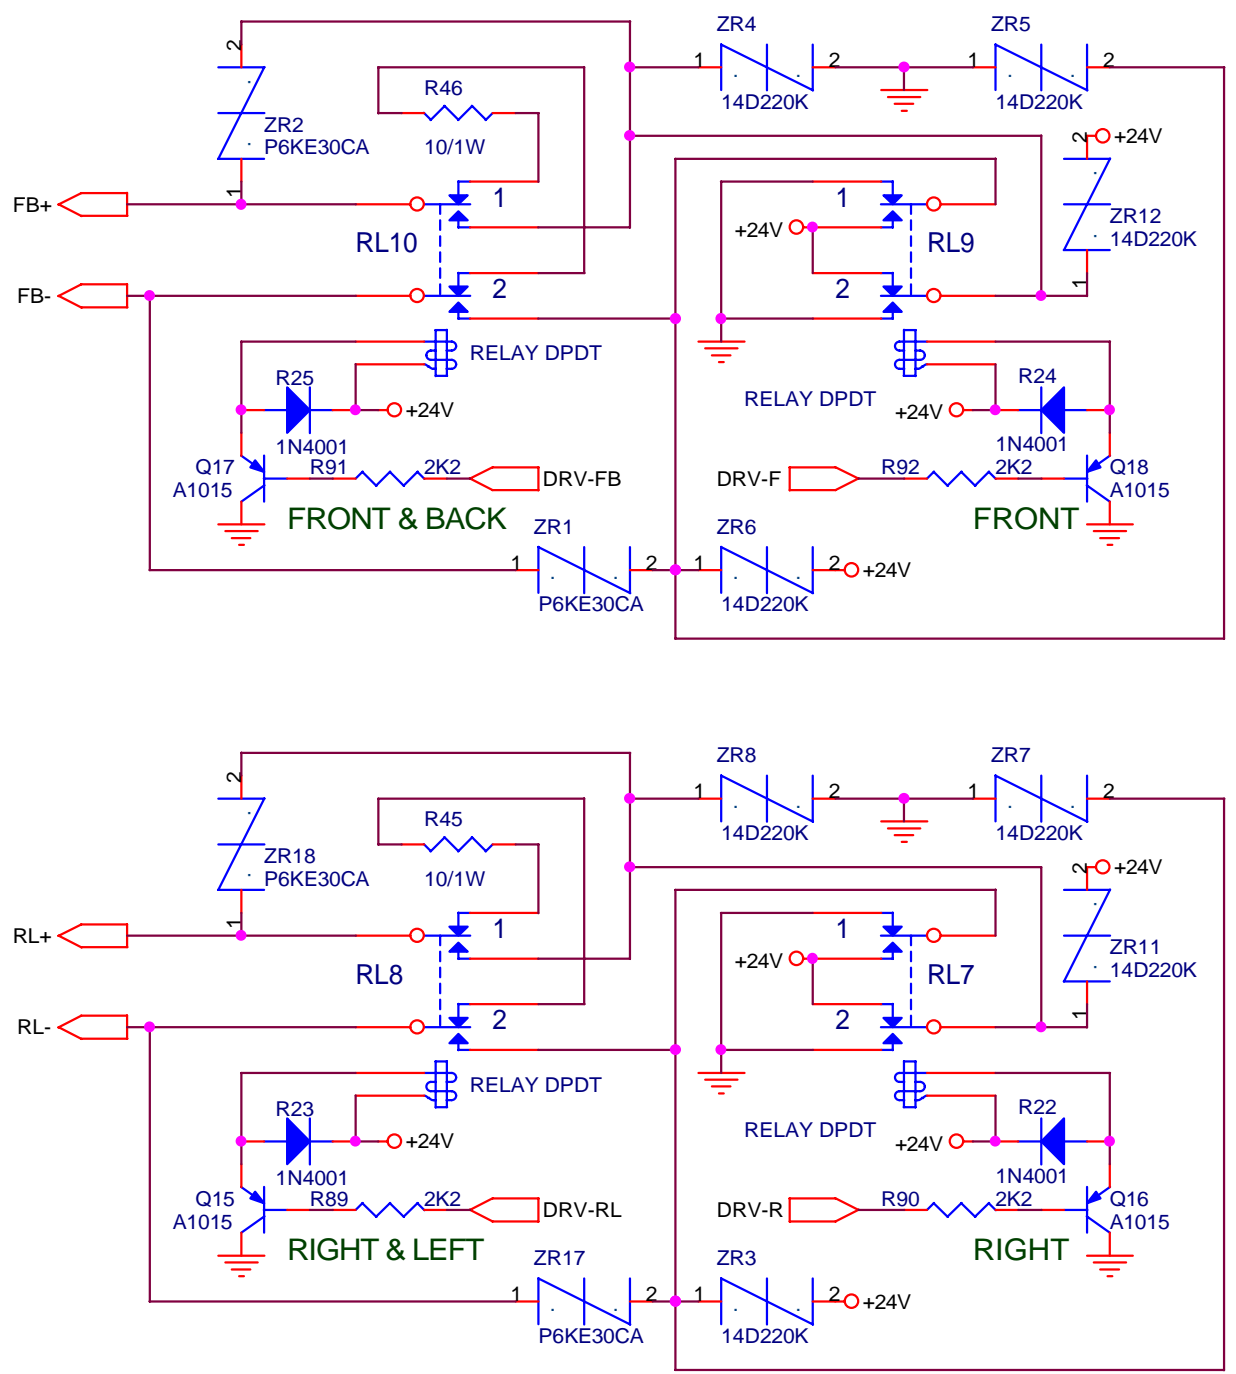 ZR4
ZR5
2
1
2
1
2
R46
14D220K
14D220K
ZR2
P6KE30CA
10/1W
2
+24V
1
1
1
FB+
ZR12
14D220K
+24V
RL10
RL9
FB-
2
2
1
RELAY DPDT
R25
R24
RELAY DPDT
+24V
+24V
1N4001
1N4001
Q17
A1015
R91
2K2
DRV-FB
DRV-F
R92
2K2
Q18
A1015
FRONT & BACK
FRONT
ZR1
ZR6
1
2
1
2
+24V
P6KE30CA
14D220K
ZR8
ZR7
2
1
2
1
2
R45
14D220K
14D220K
ZR18
P6KE30CA
10/1W
2
+24V
1
1
1
RL+
ZR11
14D220K
+24V
RL8
RL7
RL-
2
2
1
RELAY DPDT
R23
R22
RELAY DPDT
+24V
+24V
1N4001
1N4001
Q15
A1015
R89
2K2
DRV-RL
DRV-R
R90
2K2
Q16
A1015
RIGHT & LEFT
RIGHT
ZR17
ZR3
1
2
1
2
+24V
P6KE30CA
14D220K